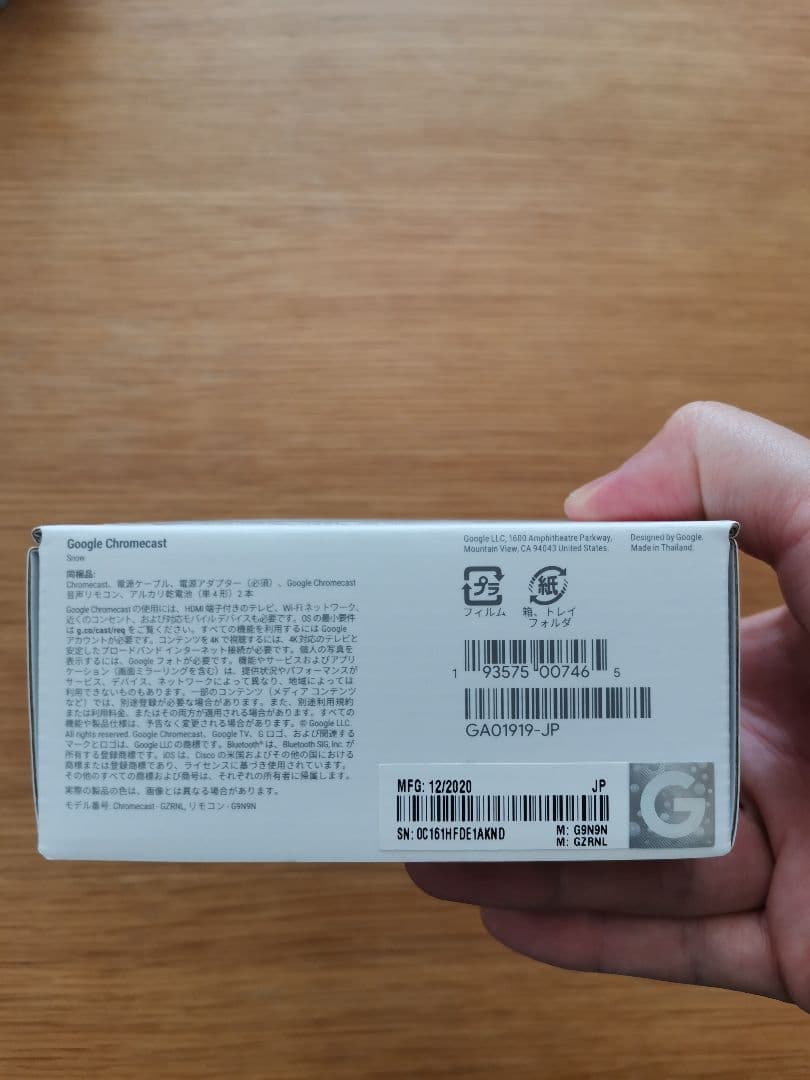 Google Chromecast
Snow
同梱品:
Chromecast、電源ケーブル、電源アダプター（必須）、Google Chromecast
音声リモコン、アルカリ乾電池（単 4 形）2 本
Google Chromecast の使用には、HDMI 端子付きのテレビ、Wi-Fi ネットワーク、
近くのコンセント、および対応モバイル デバイスも必要です。OS の最小要件
は g.co/cast/req をご覧ください。すべての機能を利用するには Google
アカウントが必要です。コンテンツを 4K で視聴するには、4K 対応のテレビと
安定したブロードバンド インターネット接続が必要です。個人の写真を
表示するには、Google フォトが必要です。機能やサービスおよびアプリ
ケーション（画面ミラーリングを含む）は、提供状況やパフォーマンスが
サービス、デバイス、ネットワークによって異なり、地域によっては
利用できないものもあります。一部のコンテンツ（メディア コンテンツ
など）では、別途登録が必要な場合があります。また、別途利用規約
または利用料金、またはその両方が適用される場合があります。すべての
機能や製品仕様は、予告なく変更される場合があります。© Google LLC.
All rights reserved. Google Chromecast、Google TV、G ロゴ、および関連する
マークとロゴは、Google LLC の商標です。Bluetooth® は、Bluetooth SIG, Inc. が
所有する登録商標です。iOS は、Cisco の米国およびその他の国における
商標または登録商標であり、ライセンスに基づき使用されています。
その他のすべての商標および商号は、それぞれの所有者に帰属します。
実際の製品の色は、画像とは異なる場合があります。
モデル番号: Chromecast - GZRNL, リモコン - G9N9N
Google LLC, 1600 Amphitheatre Parkway,
Mountain View, CA 94043 United States.
Designed by Google.
Made in Thailand.
プラ
フィルム
紙
箱、トレイ
フォルダ
1 93575 00746 5
GA01919-JP
MFG: 12/2020 JP
SN: 0C161HFDE1AKND
M: G9N9N
M: GZRNL
G